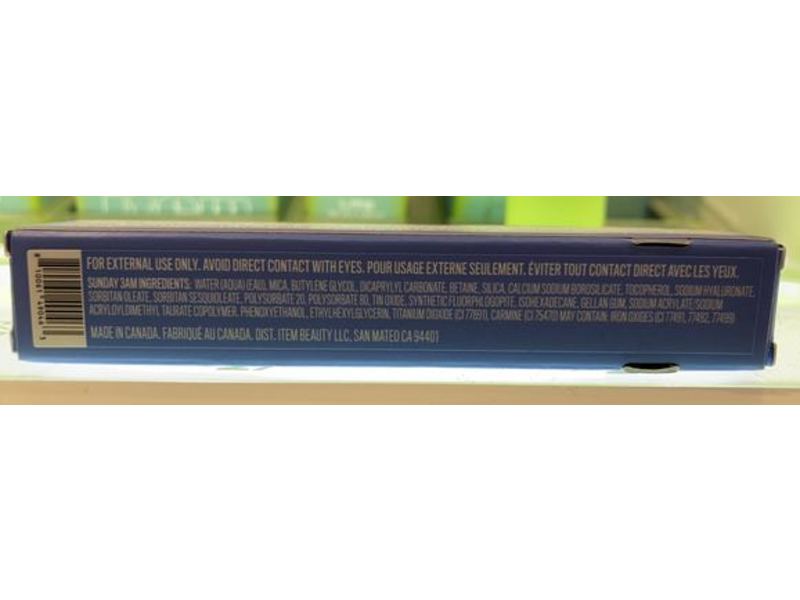 FOR EXTERNAL USE ONLY. AVOID DIRECT CONTACT WITH EYES. POUR USAGE EXTERNE SEULEMENT. ÉVITER TOUT CONTACT DIRECT AVEC LES YEUX.
SUNDAY 3AM INGREDIENTS: WATER (AQUA) (EAU), MICA, BUTYLENE GLYCOL, DICAPRYLYL CARBONATE, BETAINE, SILICA, CALCIUM SODIUM BOROSILICATE, TOCOPHEROL, SODIUM HYALURONATE,
SORBITAN OLEATE, SORBITAN SESQUIOLEATE, POLYSORBATE 20, POLYSORBATE 80, TIN OXIDE, SYNTHETIC FLUORPHLOGOPITE, ISOHEXADECANE, GELLAN GUM, SODIUM ACRYLATE/SODIUM
ACRYLOYLDIMETHYL TAURATE COPOLYMER, PHENOXYETHANOL, ETHYLHEXYLGLYCERIN, TITANIUM DIOXIDE (CI 77891), CARMINE (CI 75470) MAY CONTAIN: IRON OXIDES (CI 77491, 77492, 77499)
MADE IN CANADA. FABRIQUÉ AU CANADA. DIST. ITEM BEAUTY LLC, SAN MATEO CA 94401